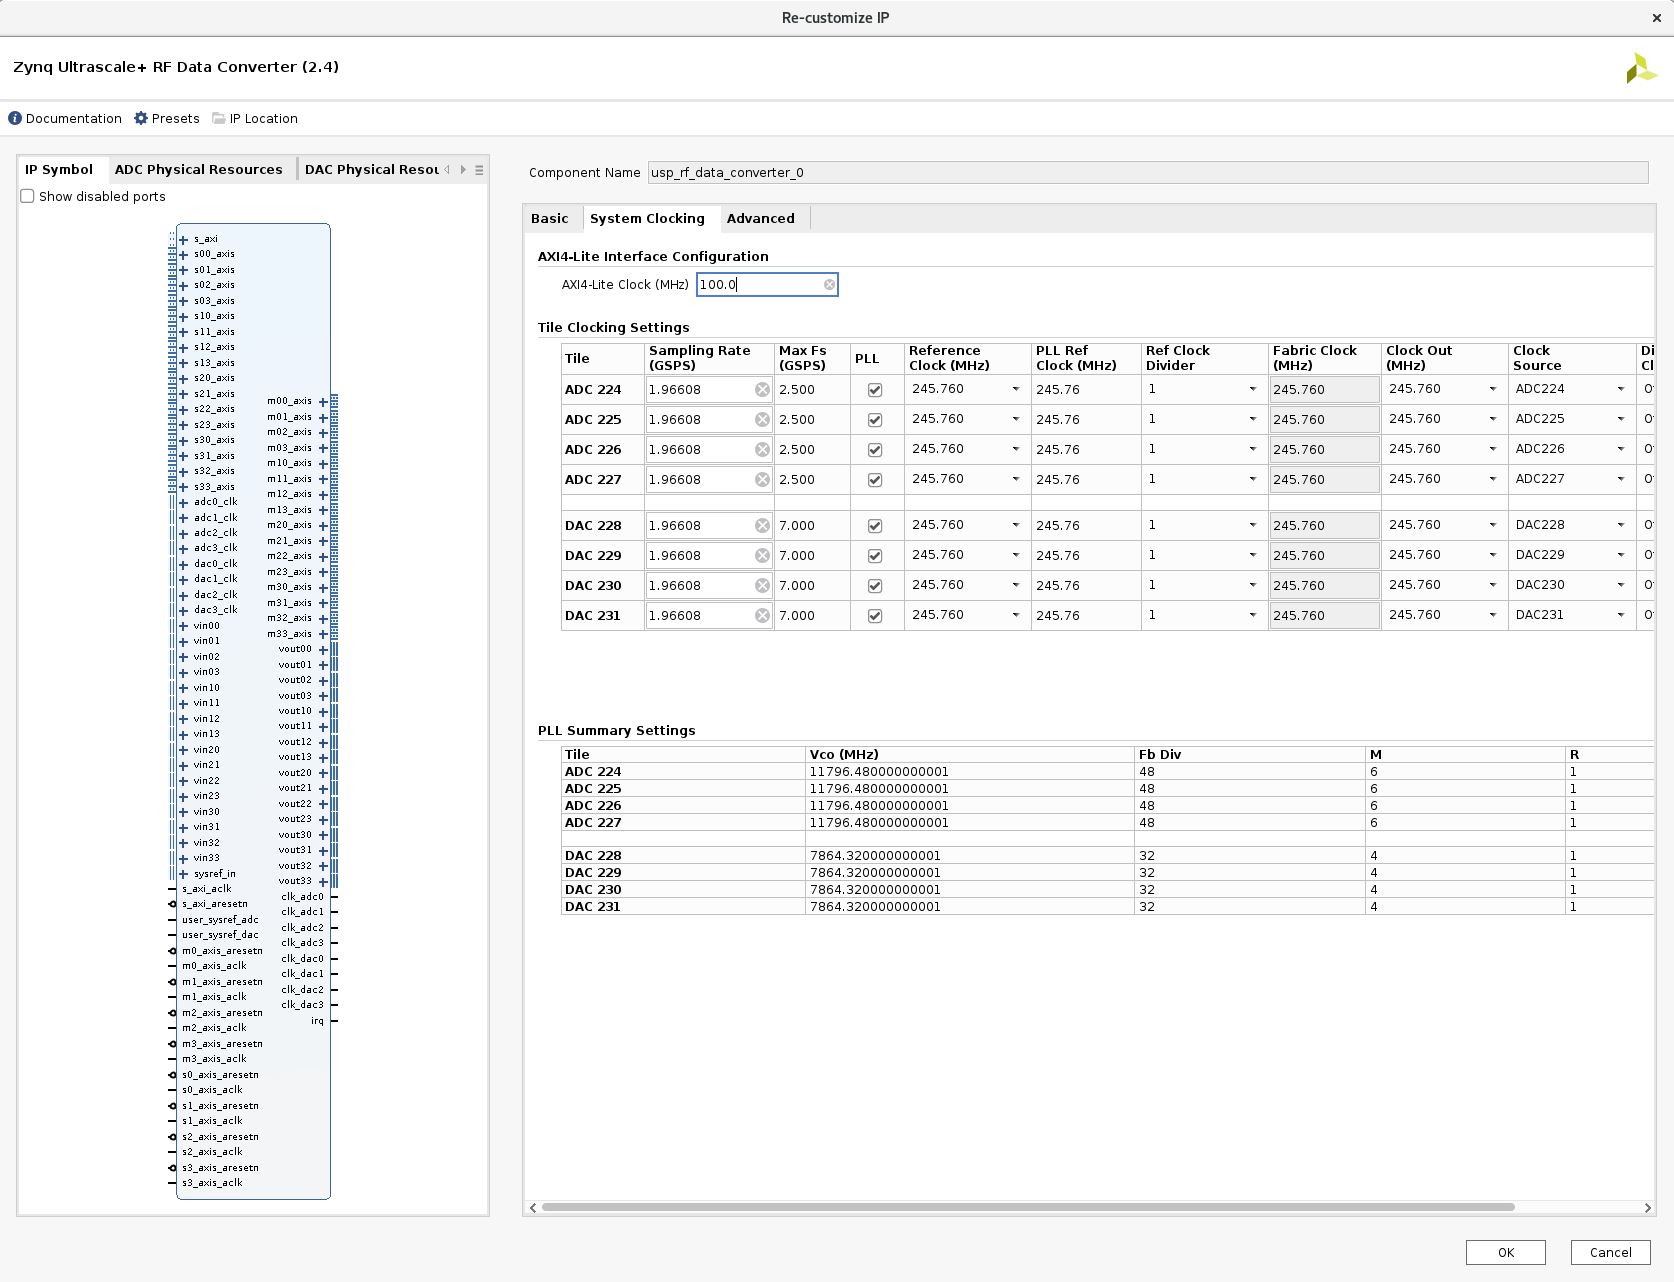 Re-customize IP
Zynq Ultrascale+ RF Data Converter (2.4)
Documentation Presets IP Location
IP Symbol ADC Physical Resources DAC Physical Resou
Show disabled ports
s_axi
s00_axis
s01_axis
s02_axis
s03_axis
s10_axis
s11_axis
s12_axis
s13_axis
s20_axis
s21_axis
s22_axis
s23_axis
s30_axis
s31_axis
s32_axis
s33_axis
adc0_clk
adc1_clk
adc2_clk
adc3_clk
dac0_clk
dac1_clk
dac2_clk
dac3_clk
vin00
vin01
vin02
vin03
vin10
vin11
vin12
vin13
vin20
vin21
vin22
vin23
vin30
vin31
vin32
vin33
sysref_in
s_axi_aclk
s_axi_aresetn
user_sysref_adc
user_sysref_dac
m0_axis_aresetn
m0_axis_aclk
m1_axis_aresetn
m1_axis_aclk
m2_axis_aresetn
m2_axis_aclk
m3_axis_aresetn
m3_axis_aclk
s0_axis_aresetn
s0_axis_aclk
s1_axis_aresetn
s1_axis_aclk
s2_axis_aresetn
s2_axis_aclk
s3_axis_aresetn
s3_axis_aclk
m00_axis
m01_axis
m02_axis
m03_axis
m10_axis
m11_axis
m12_axis
m13_axis
m20_axis
m21_axis
m22_axis
m23_axis
m30_axis
m31_axis
m32_axis
m33_axis
vout00
vout01
vout02
vout03
vout10
vout11
vout12
vout13
vout20
vout21
vout22
vout23
vout30
vout31
vout32
vout33
clk_adc0
clk_adc1
clk_adc2
clk_adc3
clk_dac0
clk_dac1
clk_dac2
clk_dac3
irq
Component Name usp_rf_data_converter_0
Basic System Clocking Advanced
AXI4-Lite Interface Configuration
AXI4-Lite Clock (MHz) 100.0
Tile Clocking Settings
Tile Sampling Rate (GSPS) Max Fs (GSPS) PLL Reference Clock (MHz) PLL Ref Clock (MHz) Ref Clock Divider Fabric Clock (MHz) Clock Out (MHz) Clock Source Di Cl
ADC 224 1.96608 2.500 245.760 245.76 1 245.760 245.760 ADC224 O
ADC 225 1.96608 2.500 245.760 245.76 1 245.760 245.760 ADC225 O
ADC 226 1.96608 2.500 245.760 245.76 1 245.760 245.760 ADC226 O
ADC 227 1.96608 2.500 245.760 245.76 1 245.760 245.760 ADC227 O
DAC 228 1.96608 7.000 245.760 245.76 1 245.760 245.760 DAC228 O
DAC 229 1.96608 7.000 245.760 245.76 1 245.760 245.760 DAC229 O
DAC 230 1.96608 7.000 245.760 245.76 1 245.760 245.760 DAC230 O
DAC 231 1.96608 7.000 245.760 245.76 1 245.760 245.760 DAC231 O
PLL Summary Settings
Tile Vco (MHz) Fb Div M R
ADC 224 11796.480000000001 48 6 1
ADC 225 11796.480000000001 48 6 1
ADC 226 11796.480000000001 48 6 1
ADC 227 11796.480000000001 48 6 1
DAC 228 7864.320000000001 32 4 1
DAC 229 7864.320000000001 32 4 1
DAC 230 7864.320000000001 32 4 1
DAC 231 7864.320000000001 32 4 1
OK Cancel